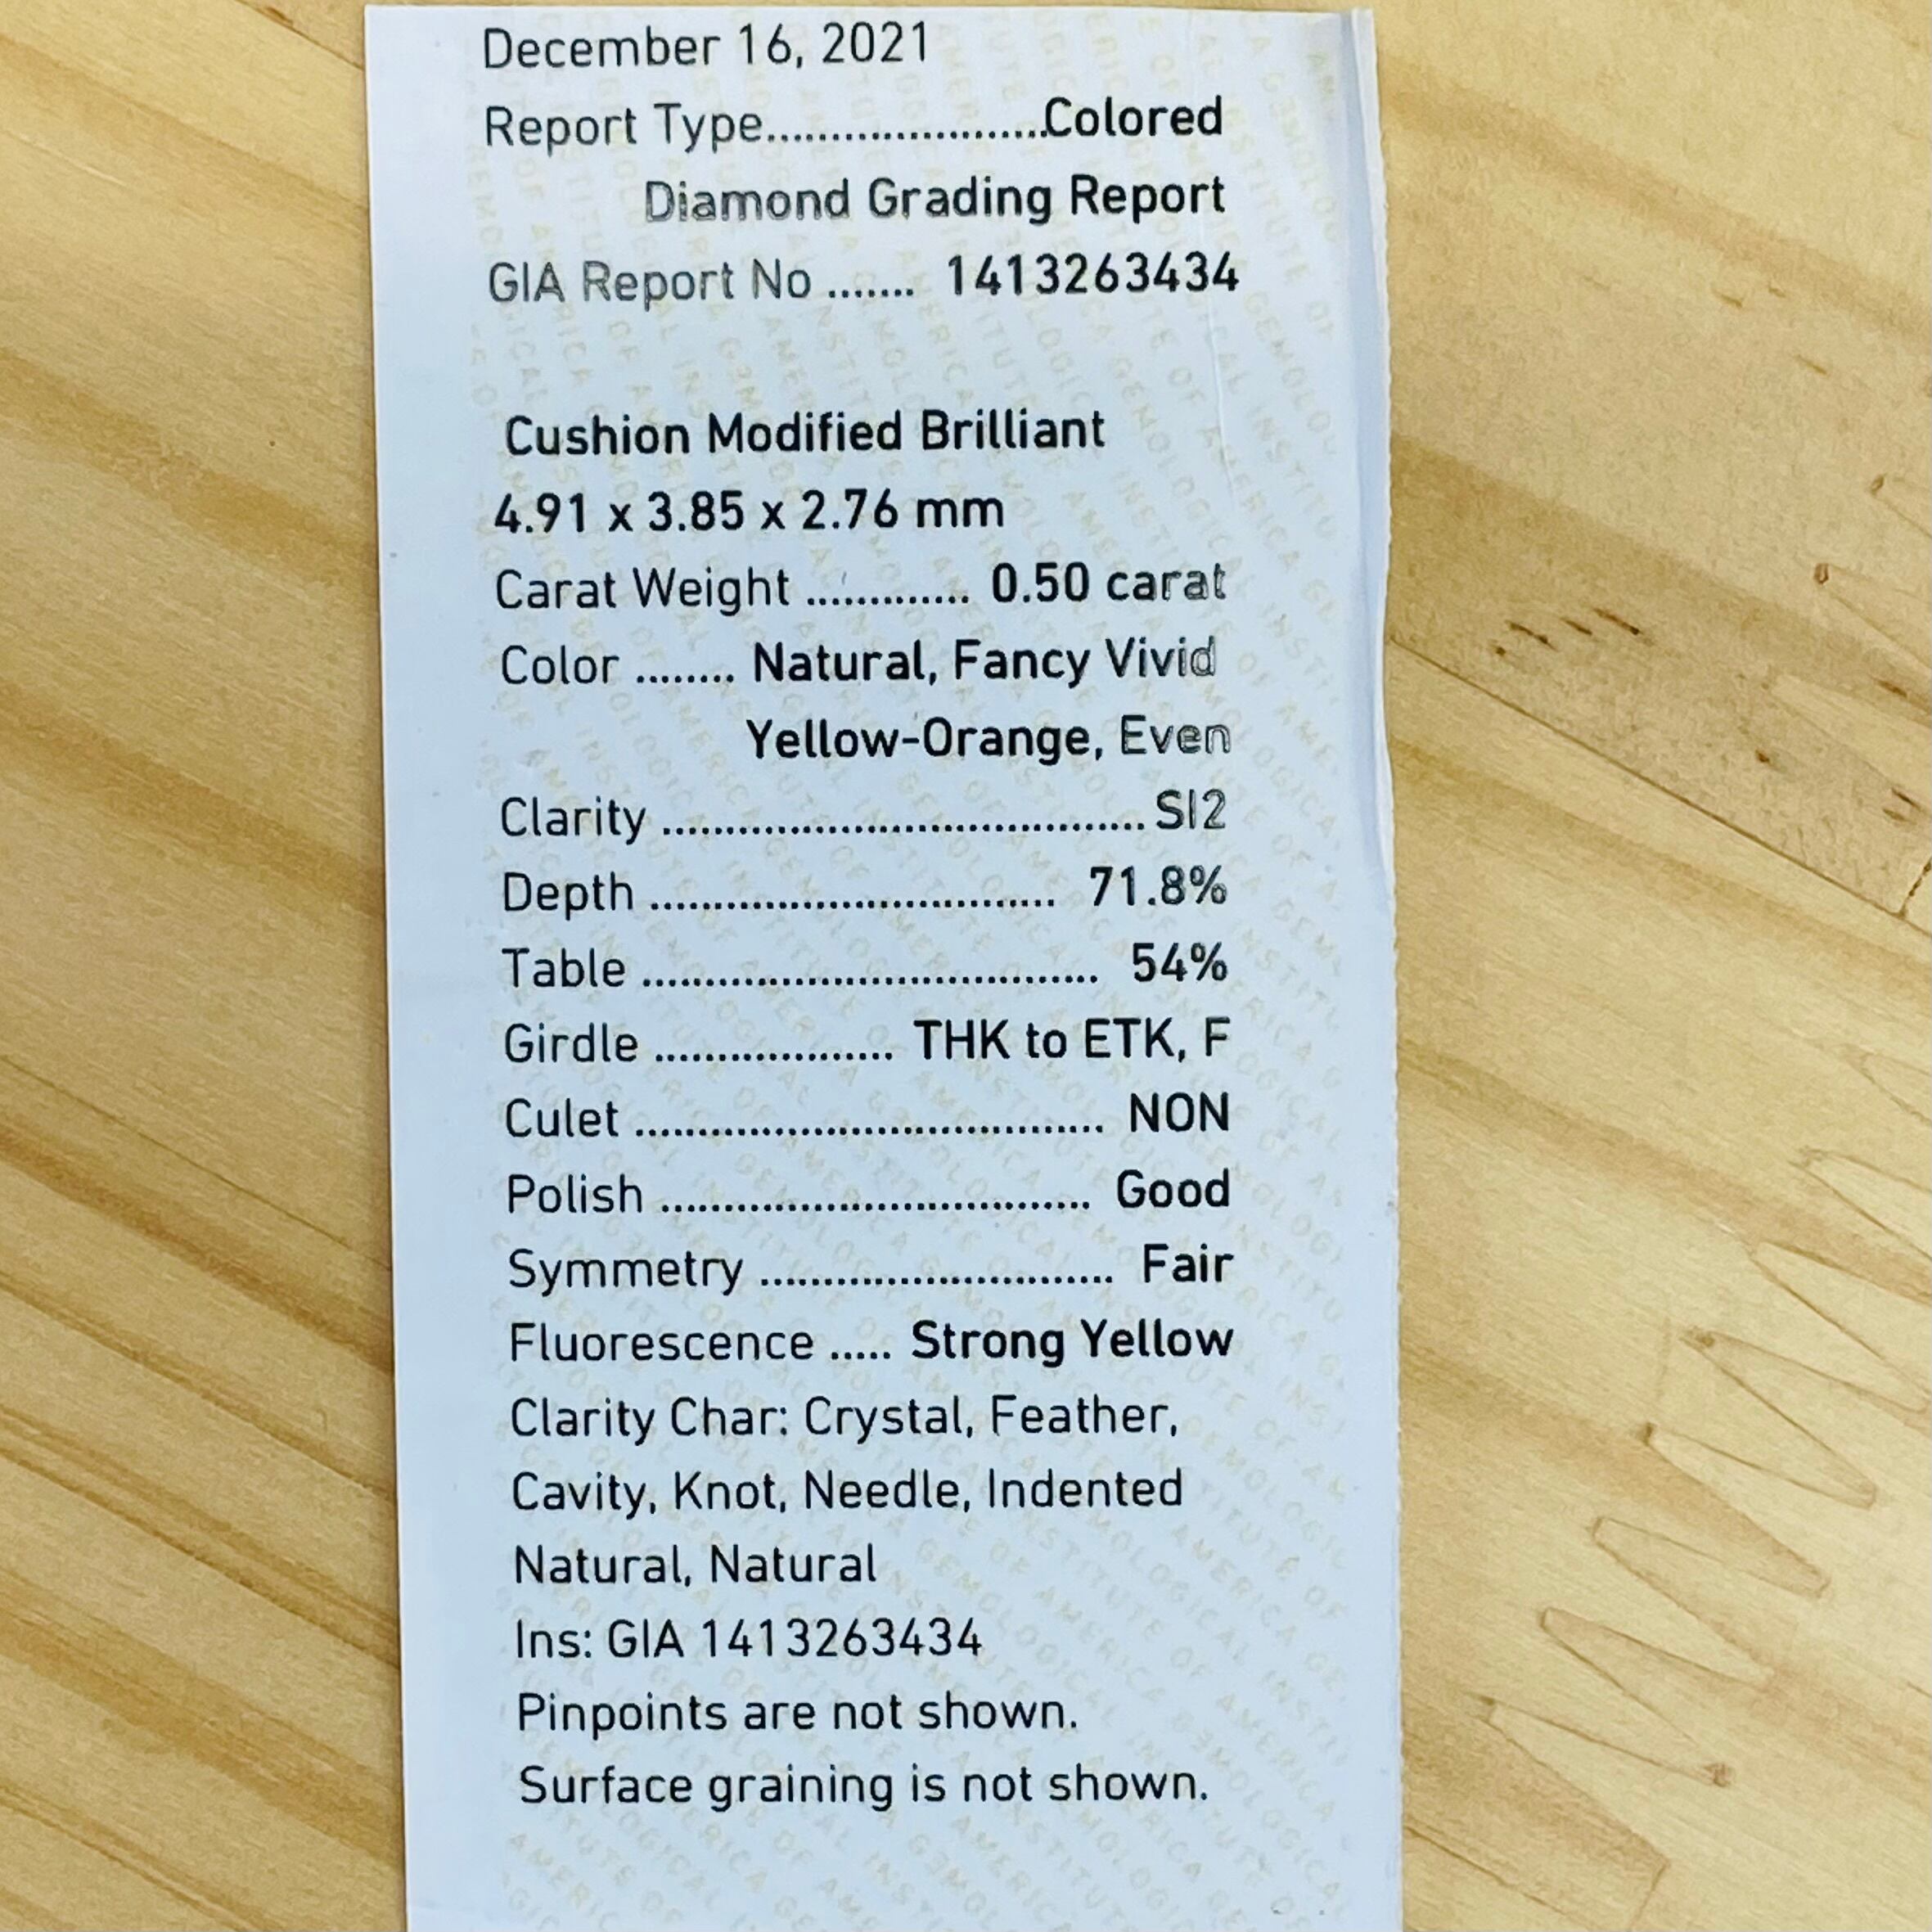 December 16, 2021
Report Type......................Colored
Diamond Grading Report
GIA Report No ....... 1413263434
Cushion Modified Brilliant
4.91 x 3.85 x 2.76 mm
Carat Weight ............. 0.50 carat
Color ........ Natural, Fancy Vivid
Yellow-Orange, Even
Clarity ...................................... SI2
Depth ................................ 71.8%
Table .................................... 54%
Girdle ................... THK to ETK, F
Culet ..................................... NON
Polish .................................. Good
Symmetry ............................ Fair
Fluorescence ..... Strong Yellow
Clarity Char: Crystal, Feather,
Cavity, Knot, Needle, Indented
Natural, Natural
Ins: GIA 1413263434
Pinpoints are not shown.
Surface graining is not shown.